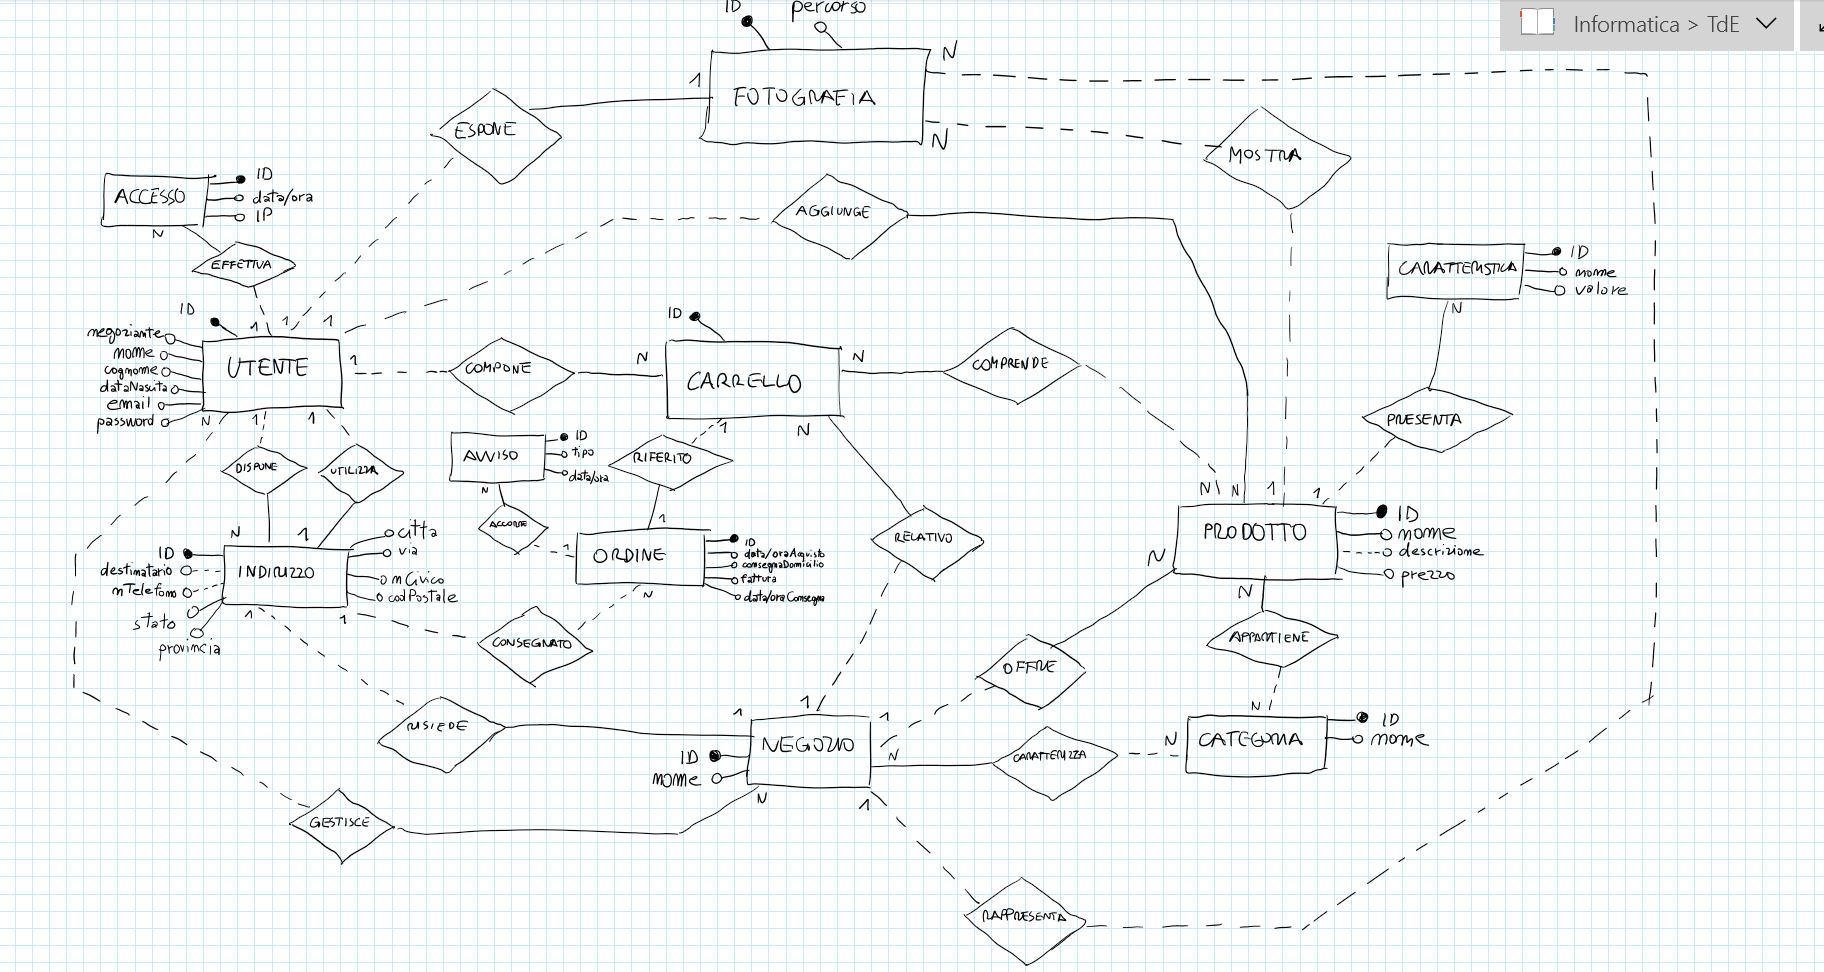 ID percorso
Informatica > TdE
N
1
FOTOGRAFIA
ESPONE
N
MOSTRA
ACCESSO
ID
data/ora
IP
N
AGGIUNGE
EFFETTUA
CARATTERISTICA
ID
nome
valore
N
ID
1 1 1
negoziante
nome
cognome
dataNascita
email
password
UTENTE
1
COMPONE
N
ID
CARRELLO
N
COMPRENDE
PRESENTA
N 1 1
1 N
DISPONE
UTILIZZA
AVVISO
ID
tipo
data/ora
N
RIFERITO
ACCORRE
N N 1 1
PRODOTTO
ID
nome
descrizione
prezzo
N
N
N 1
ID
destinatario
nTelefono
stato
provincia
INDIRIZZO
città
via
nCivico
codPostale
1 1
1
1
ORDINE
ID
data/oraAcquisto
consegnaDomicilio
fattura
data/oraConsegna
N
RELATIVO
CONSEGNATO
APPARTIENE
OFFRE
N
RISIEDE
1 1 1
NEGOZIO
ID
nome
N
CARATTERIZZA
N
CATEGORIA
ID
nome
N 1
GESTISCE
RAPPRESENTA